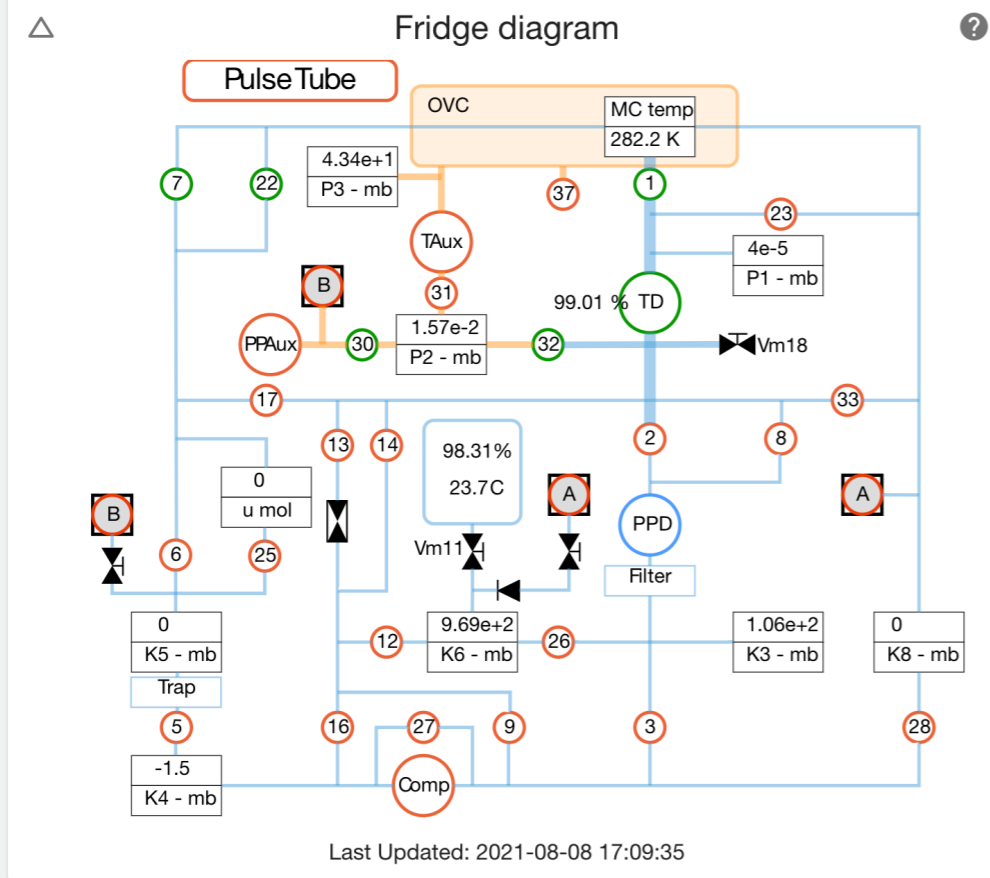 Fridge diagram
?
Pulse Tube
OVC
MC temp
282.2 K
4.34e+1
P3 - mb
7
22
37
1
23
TAux
4e-5
P1 - mb
B
31
99.01 %
TD
PPAux
30
1.57e-2
P2 - mb
32
Vm18
17
33
13
14
98.31%
23.7C
2
8
0
u mol
A
A
B
PPD
6
25
Vm11
Filter
0
K5 - mb
12
9.69e+2
K6 - mb
26
1.06e+2
K3 - mb
0
K8 - mb
Trap
5
16
27
9
3
28
-1.5
K4 - mb
Comp
Last Updated: 2021-08-08 17:09:35